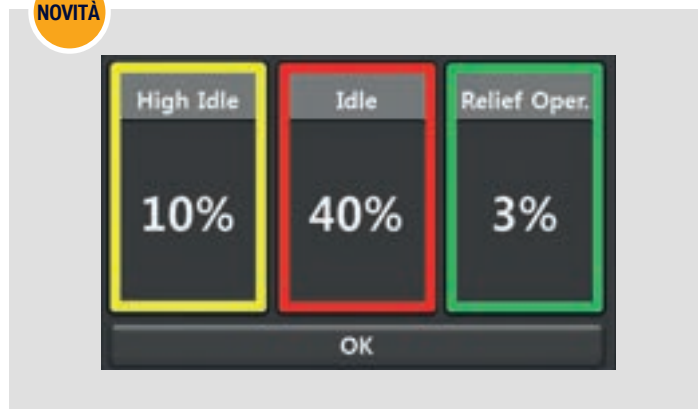 NOVITÀ
High Idle
Idle
Relief Oper.
10%
40%
3%
OK